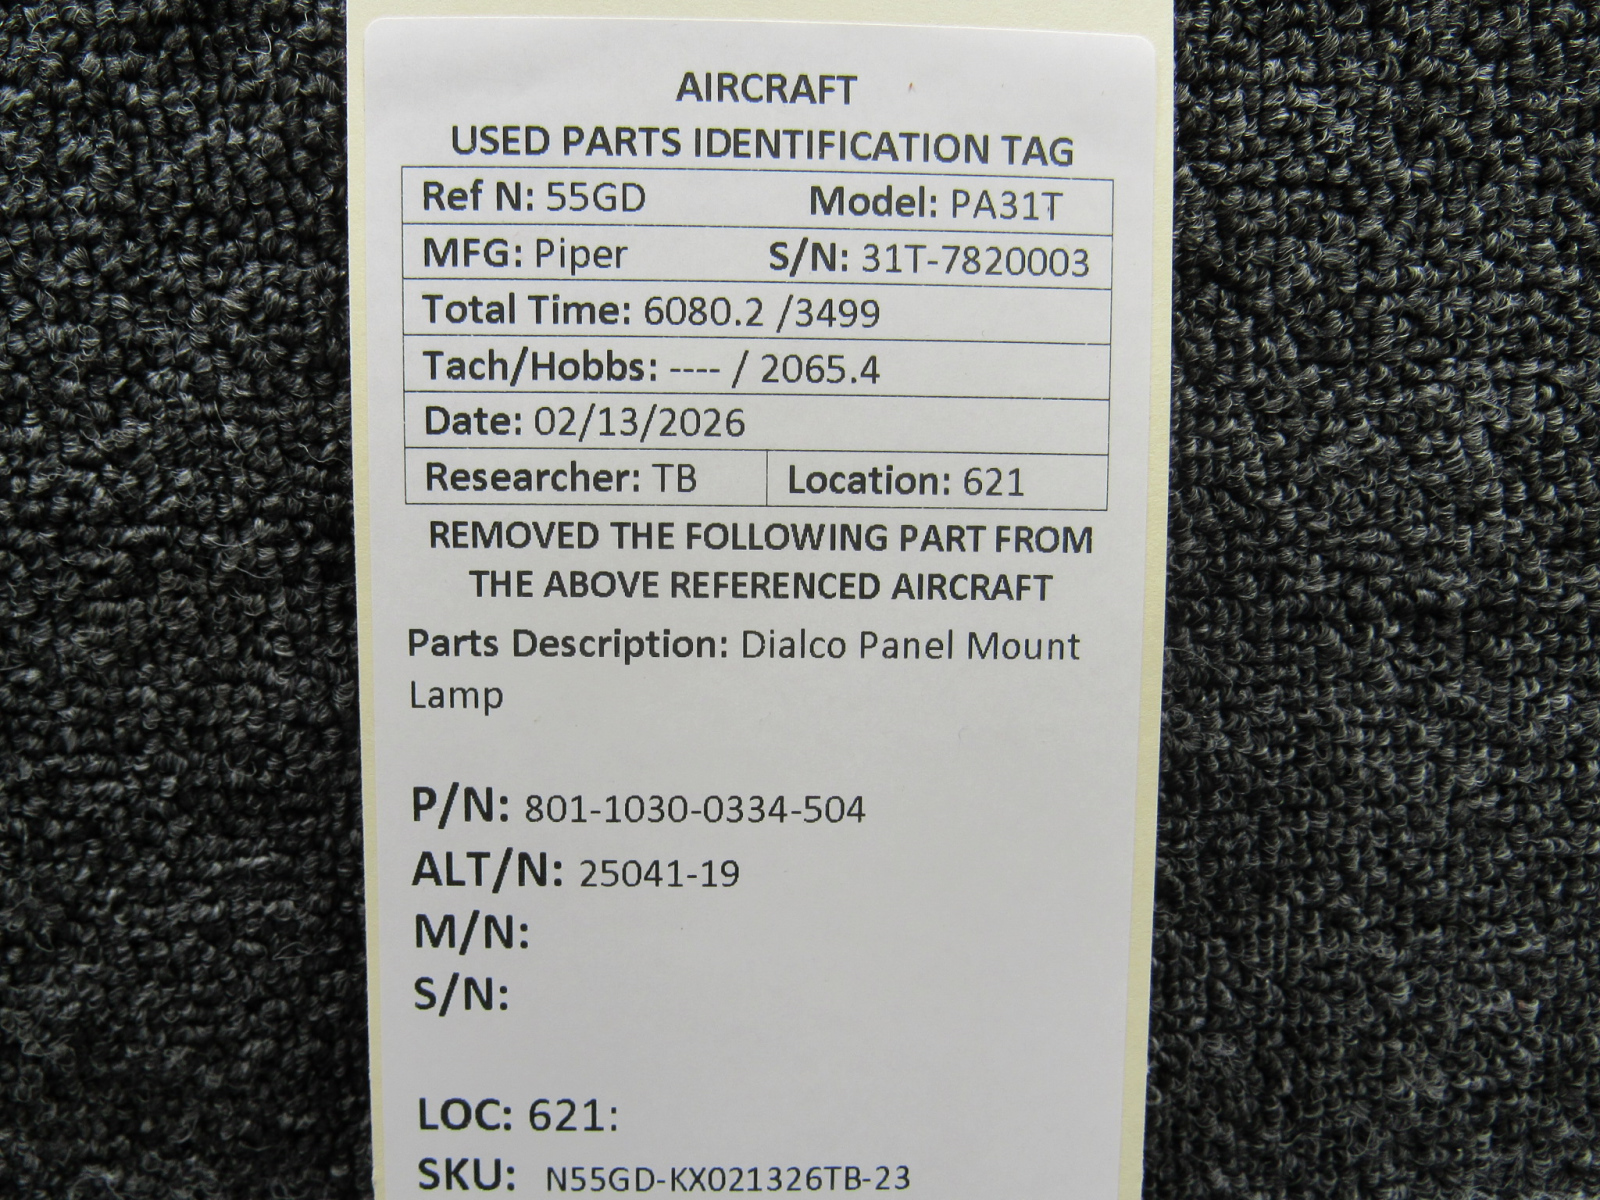 AIRCRAFT
USED PARTS IDENTIFICATION TAG
Ref N: 55GD Model: PA31T
MFG: Piper S/N: 31T-7820003
Total Time: 6080.2 /3499
Tach/Hobbs: ---- / 2065.4
Date: 02/13/2026
Researcher: TB Location: 621
REMOVED THE FOLLOWING PART FROM
THE ABOVE REFERENCED AIRCRAFT
Parts Description: Dialco Panel Mount
Lamp
P/N: 801-1030-0334-504
ALT/N: 25041-19
M/N:
S/N:
LOC: 621:
SKU: N55GD-KX021326TB-23